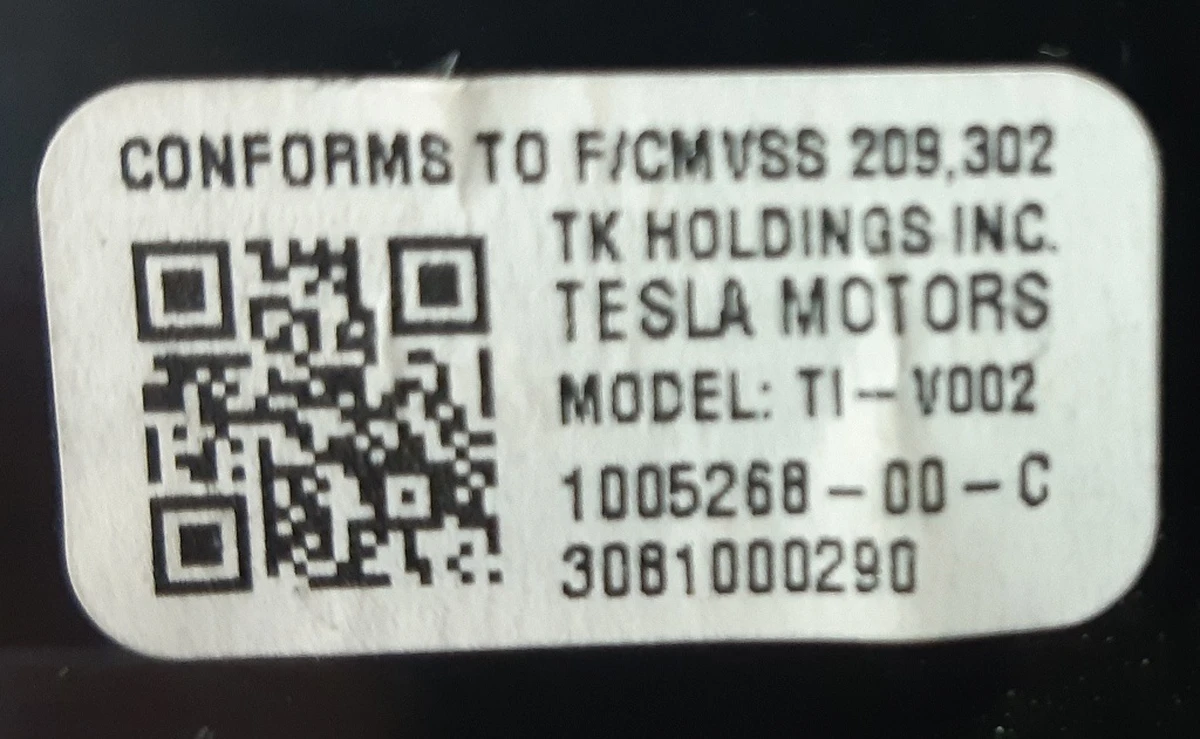 CONFORMS TO F/CMVSS 209,302
TK HOLDINGS INC.
TESLA MOTORS
MODEL: TI-V002
1005268-00-C
3081000290